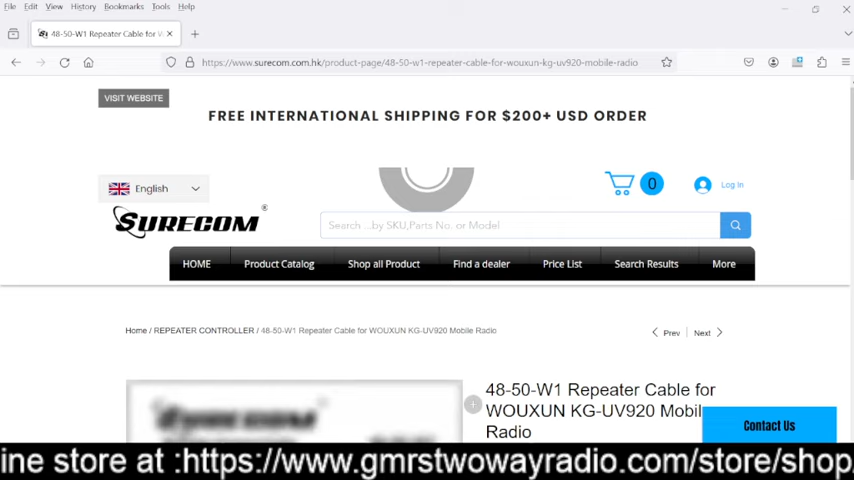 File Edit View History Bookmarks Tools Help
48-50-W1 Repeater Cable for W
https://www.surecom.com.hk/product-page/48-50-w1-repeater-cable-for-wouxun-kg-uv920-mobile-radio
VISIT WEBSITE
FREE INTERNATIONAL SHIPPING FOR $200+ USD ORDER
English
0
Log In
SURECOM®
Search ...by SKU,Parts No. or Model
HOME Product Catalog Shop all Product Find a dealer Price List Search Results More
Home / REPEATER CONTROLLER / 48-50-W1 Repeater Cable for WOUXUN KG-UV920 Mobile Radio
Prev Next
48-50-W1 Repeater Cable for
WOUXUN KG-UV920 Mobil
Radio
SURECOM
Contact Us
ine store at :https://www.gmrstwowayradio.com/store/shop/